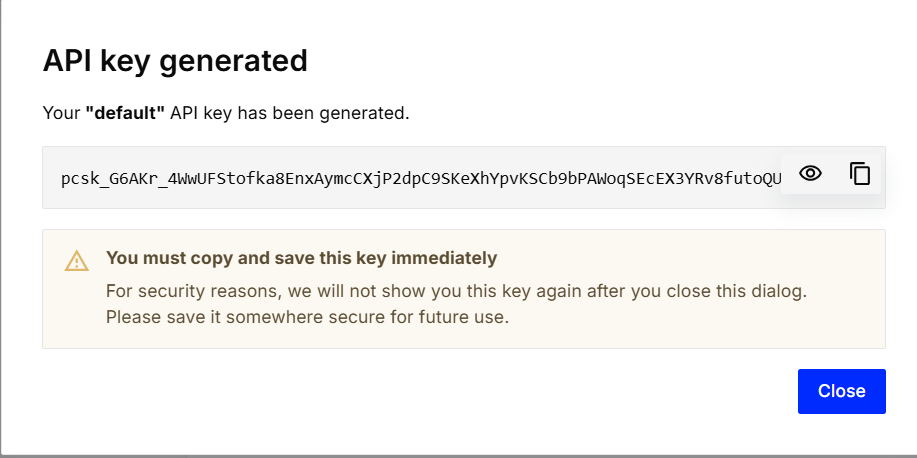 API key generated
Your "default" API key has been generated.
pcsk_G6AKr_4WwUFStofka8EnxAymcCXjP2dpC9SKeXhYpvKSCb9bPAWoqSEcEX3YRv8futoQU
You must copy and save this key immediately
For security reasons, we will not show you this key again after you close this dialog.
Please save it somewhere secure for future use.
Close